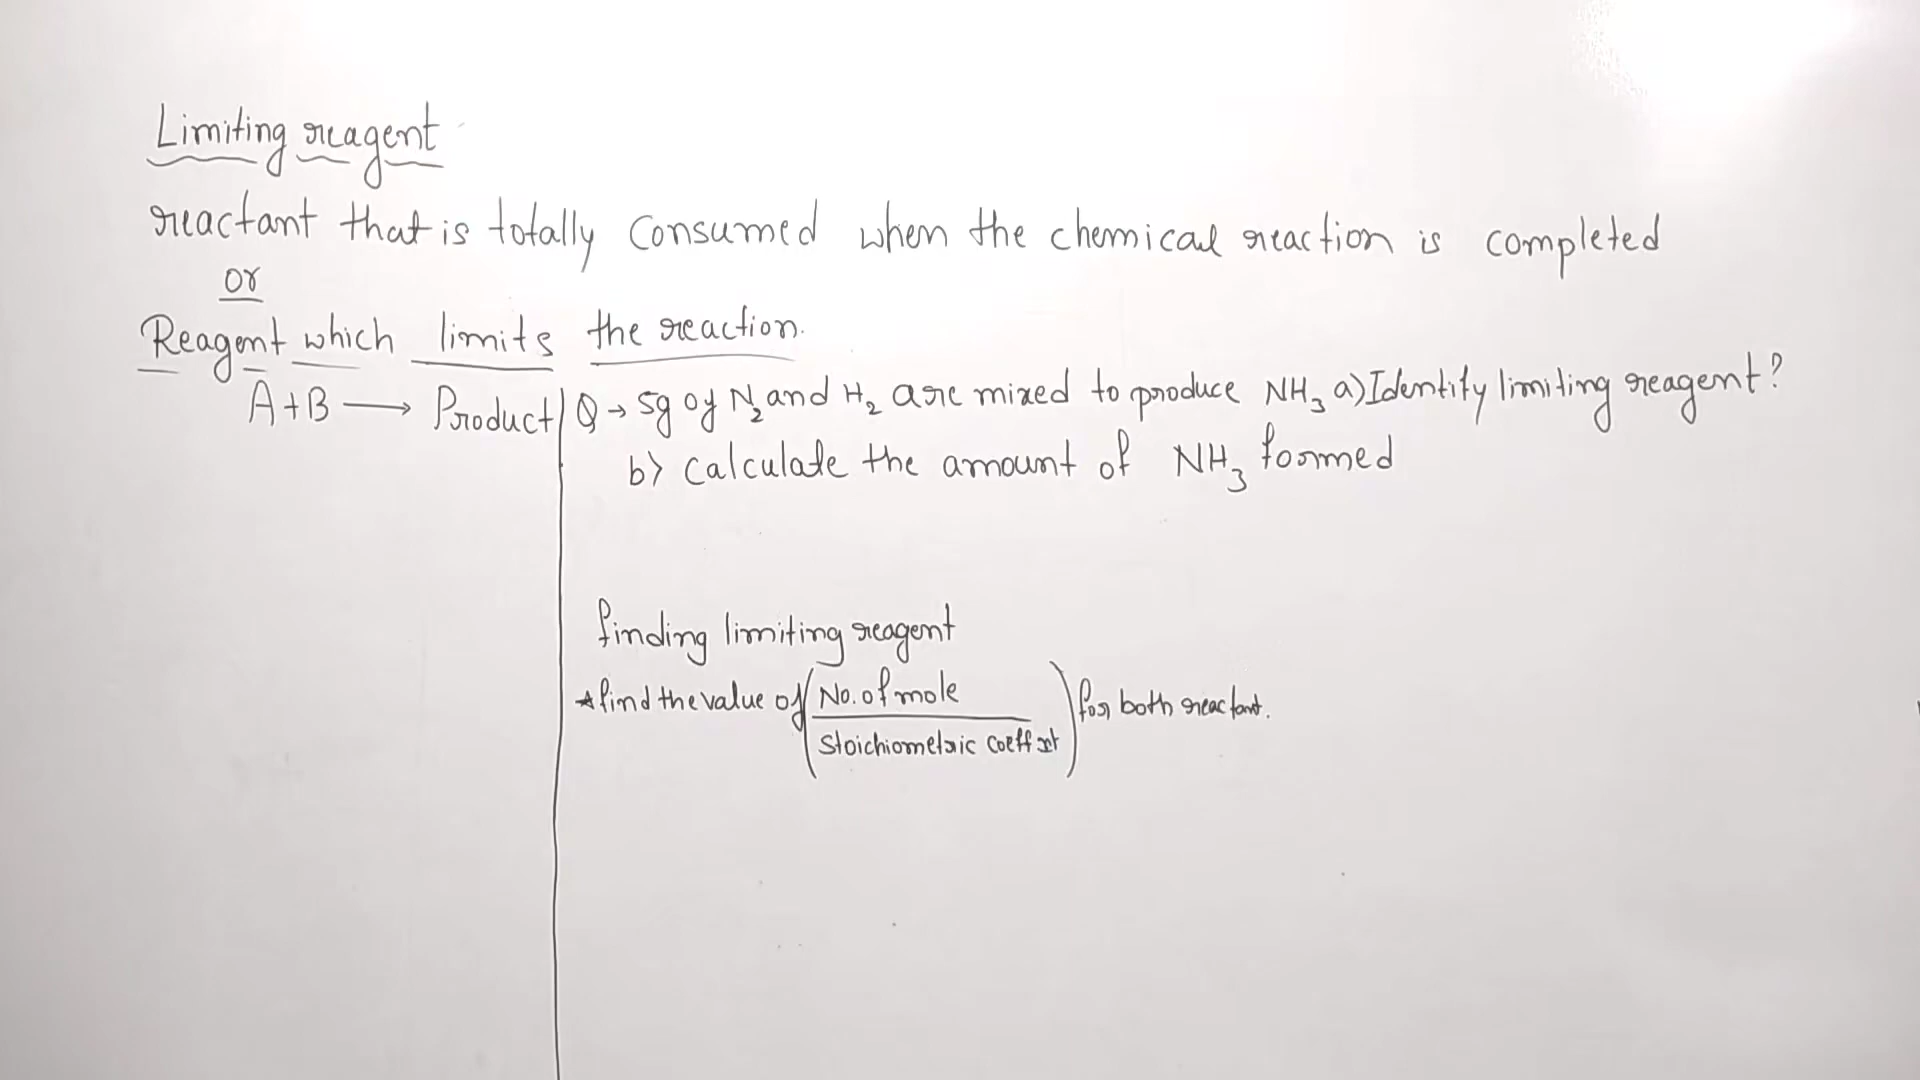 Limiting reagent
reactant that is totally consumed when the chemical reaction is completed
or
Reagent which limits the reaction.
A+B → Product
Q → 5g of N₂ and H₂ are mixed to produce NH₃ a) Identify limiting reagent?
b) Calculate the amount of NH₃ formed
finding limiting reagent
* find the value of (No. of mole / Stoichiometric coeff) for both reactant.